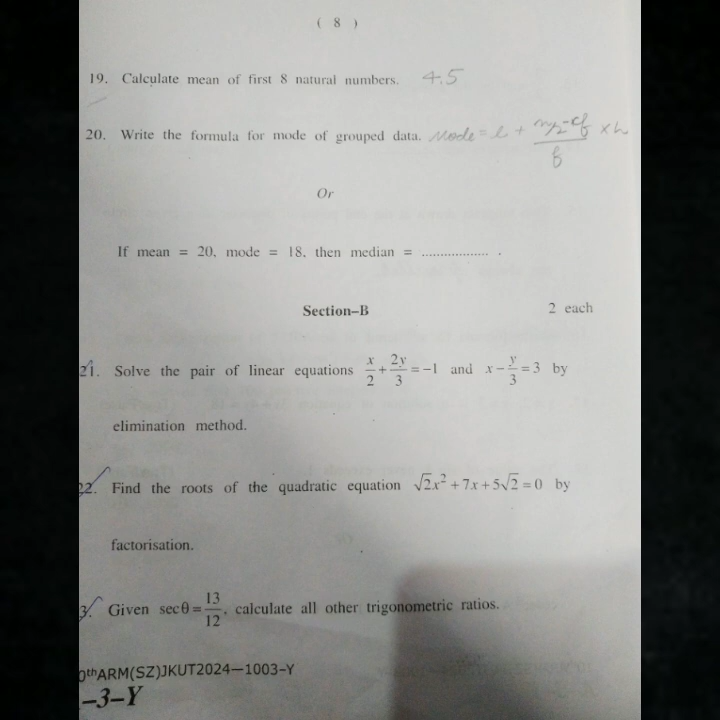 ( 8 )
19. Calculate mean of first 8 natural numbers. 4.5
20. Write the formula for mode of grouped data. Mode = l + (n/2 - cf)/f × h
Or
If mean = 20, mode = 18, then median = .................. .
Section–B 2 each
21. Solve the pair of linear equations x/2 + 2y/3 = –1 and x – y/3 = 3 by
elimination method.
22. Find the roots of the quadratic equation √2x² + 7x + 5√2 = 0 by
factorisation.
3. Given secθ = 13/12, calculate all other trigonometric ratios.
0thARM(SZ)JKUT2024—1003–Y
–3–Y